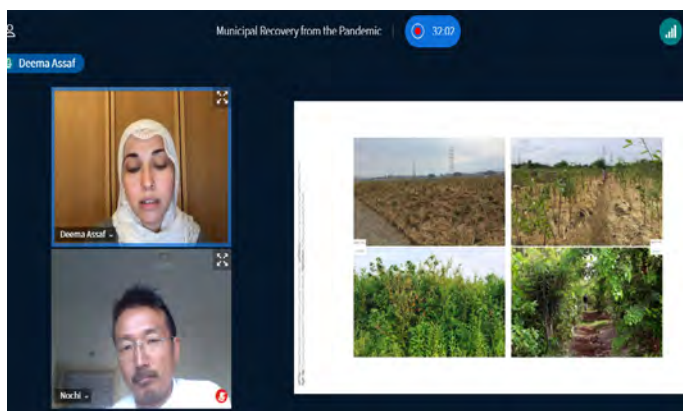 Municipal Recovery from the Pandemic
32:02
Deema Assaf
Deema Assaf
Nochi